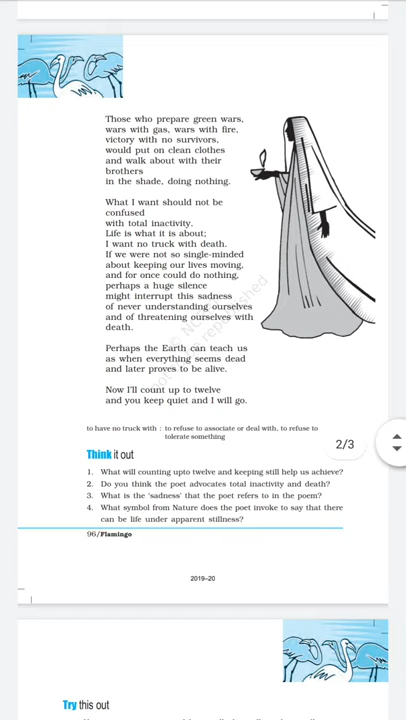 Those who prepare green wars,
wars with gas, wars with fire,
victory with no survivors,
would put on clean clothes
and walk about with their
brothers
in the shade, doing nothing.
What I want should not be
confused
with total inactivity.
Life is what it is about;
I want no truck with death.
If we were not so single-minded
about keeping our lives moving,
and for once could do nothing,
perhaps a huge silence
might interrupt this sadness
of never understanding ourselves
and of threatening ourselves with
death.
Perhaps the Earth can teach us
as when everything seems dead
and later proves to be alive.
Now I'll count up to twelve
and you keep quiet and I will go.
to have no truck with : to refuse to associate or deal with, to refuse to
tolerate something
2/3
Think it out
1. What will counting upto twelve and keeping still help us achieve?
2. Do you think the poet advocates total inactivity and death?
3. What is the 'sadness' that the poet refers to in the poem?
4. What symbol from Nature does the poet invoke to say that there
can be life under apparent stillness?
96/Flamingo
2019–20
Try this out